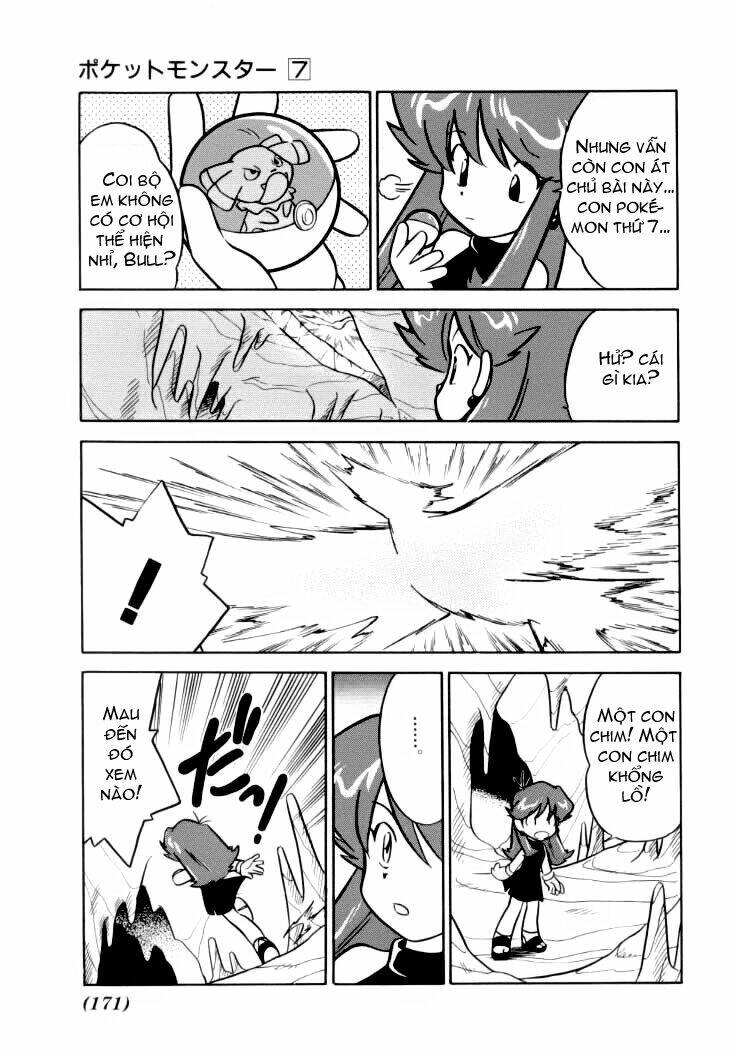 ポケットモンスター 7
NHƯNG VẪN
CÒN CON ÁT
CHỦ BÀI NÀY...
CON POKÉ-
MON THỨ 7...
COI BỘ
EM KHÔNG
CÓ CƠ HỘI
THỂ HIỆN
NHỈ, BULL?
HỬ? CÁI
GÌ KIA?
!
MỘT CON
CHIM! MỘT
CON CHIM
KHỔNG
LỒ!
.........。
MAU
ĐẾN
ĐÓ
XEM
NÀO!
ダンッ!
(171)